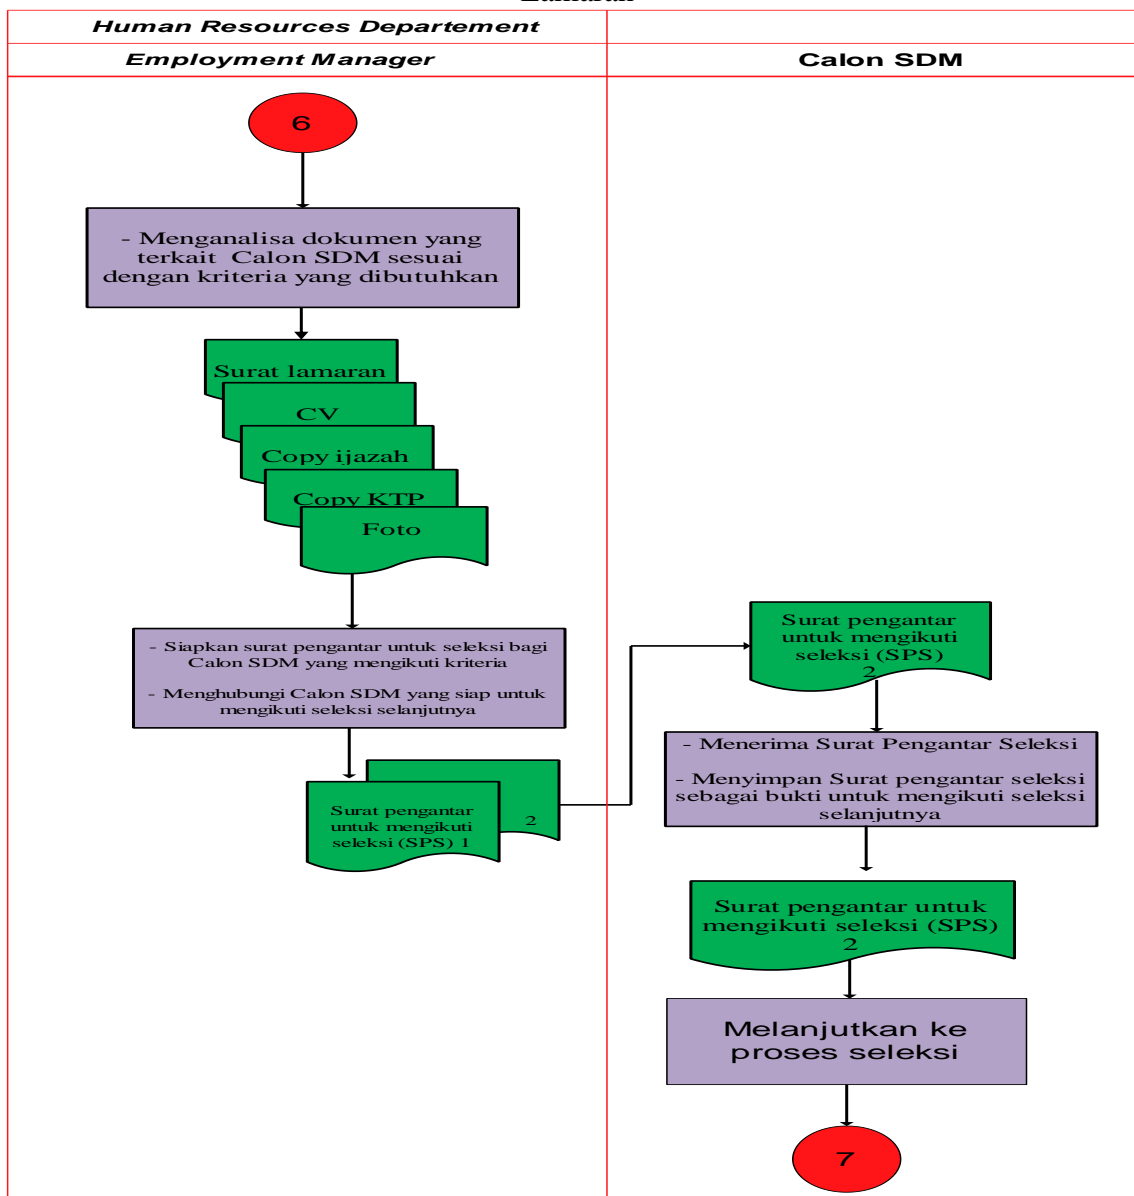 Lamaran
Human Resources Departement
Employment Manager
Calon SDM
6
- Menganalisa dokumen yang
terkait Calon SDM sesuai
dengan kriteria yang dibutuhkan
Surat lamaran
CV
Copy ijazah
Copy KTP
Foto
- Siapkan surat pengantar untuk seleksi bagi
Calon SDM yang mengikuti kriteria
- Menghubungi Calon SDM yang siap untuk
mengikuti seleksi selanjutnya
Surat pengantar
untuk mengikuti
seleksi (SPS) 1
2
Surat pengantar
untuk mengikuti
seleksi (SPS)
2
- Menerima Surat Pengantar Seleksi
- Menyimpan Surat pengantar seleksi
sebagai bukti untuk mengikuti seleksi
selanjutnya
Surat pengantar untuk
mengikuti seleksi (SPS)
2
Melanjutkan ke
proses seleksi
7